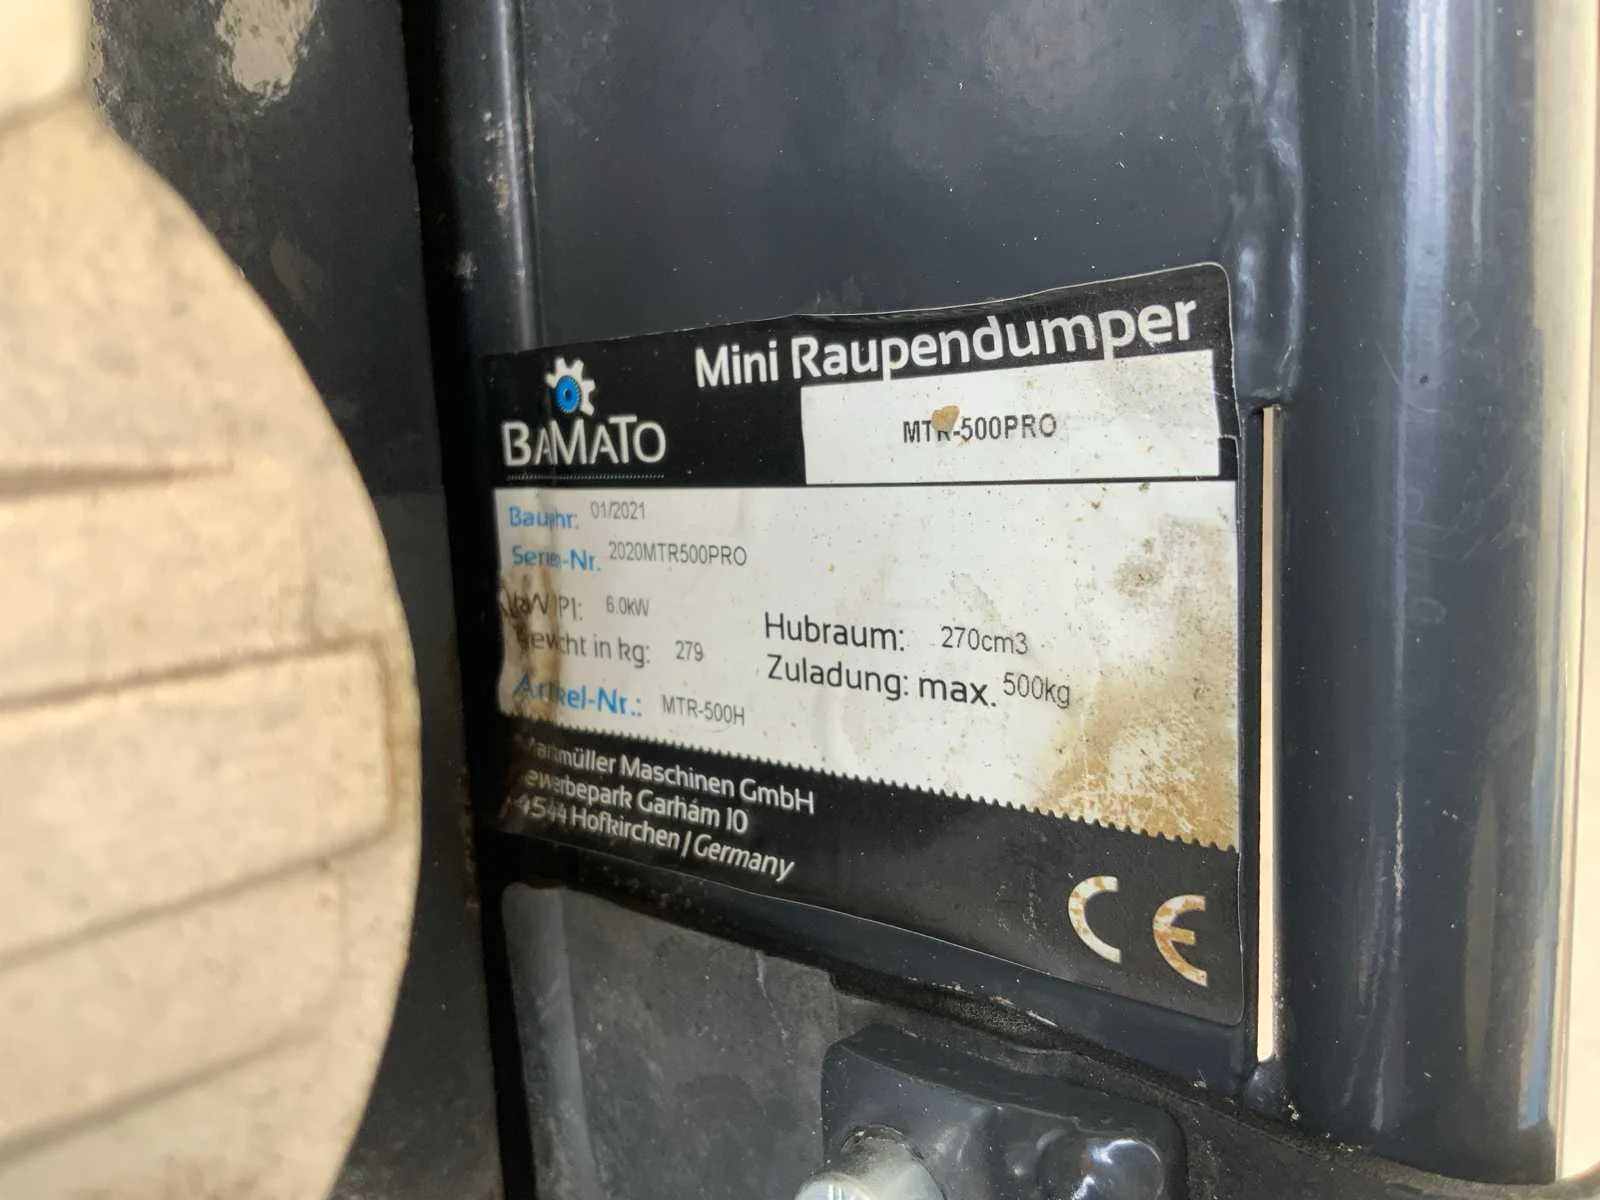 Mini Raupendumper
BAMATO
MTR-500PRO
Baujahr: 01/2021
Serien-Nr. 2020MTR500PRO
6.0kW
Gewicht in kg: 279
Hubraum: 270cm3
Zuladung: max. 500kg
Artikel-Nr.: MTR-500H
Maschinen GmbH
Gewerbepark Garham 10
94544 Hofkirchen / Germany
CE